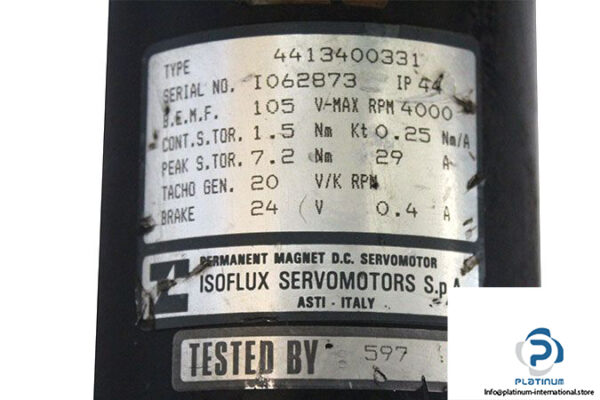 TYPE 4413400331
SERIAL NO. I062873 IP 44
B.E.M.F. 105 V-MAX RPM 4000
CONT.S.TOR. 1.5 Nm Kt 0.25 Nm/A
PEAK S.TOR. 7.2 Nm 29 A
TACHO GEN. 20 V/K RPM
BRAKE 24 V 0.4 A
PERMANENT MAGNET D.C. SERVOMOTOR
ISOFLUX SERVOMOTORS S.p.A.
ASTI - ITALY
TESTED BY 597
PLATINUM
https://platinum-international.store